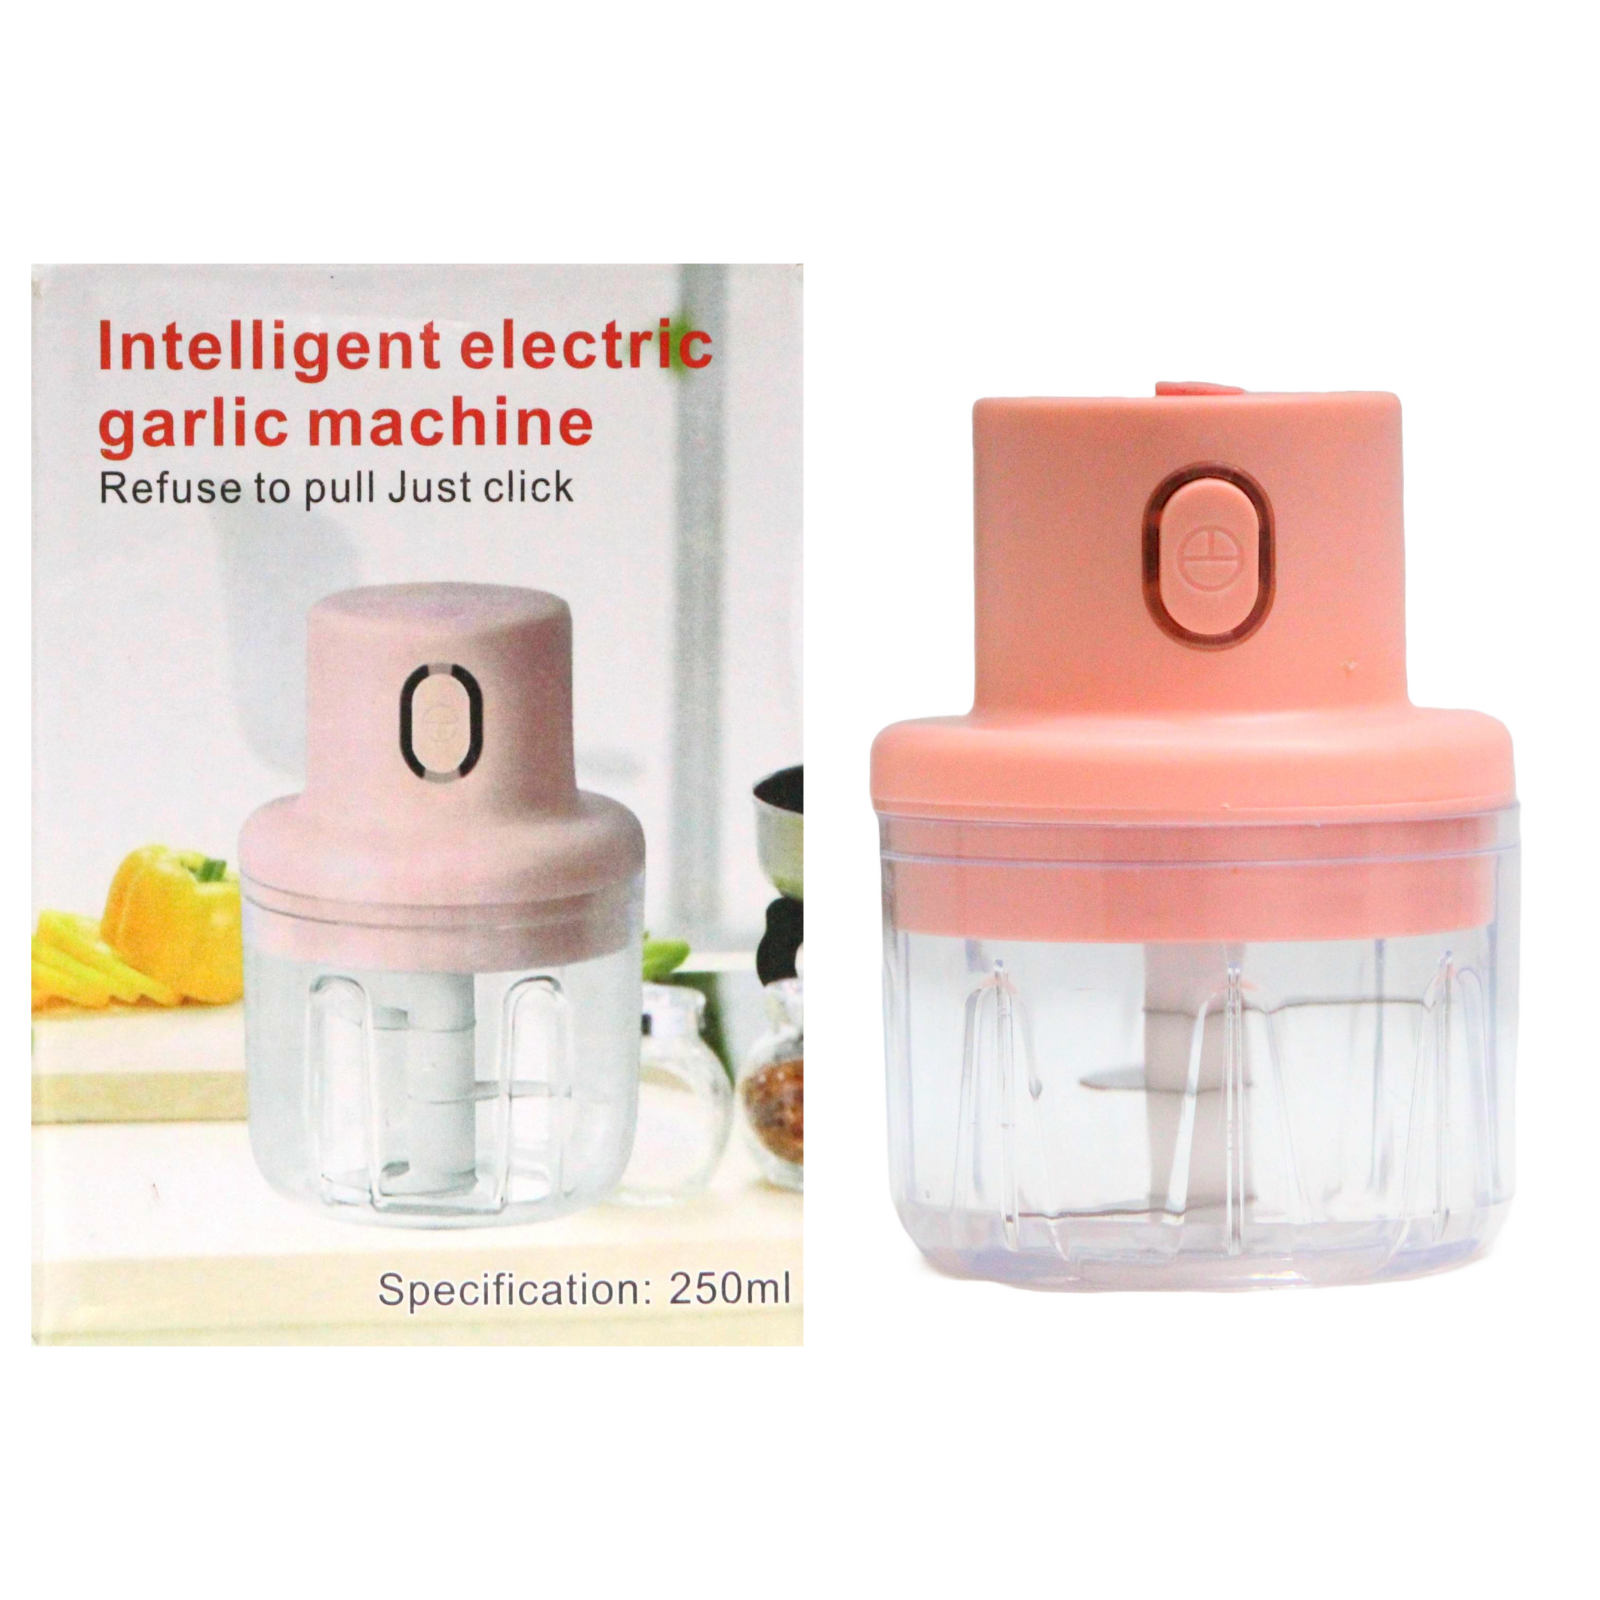 Intelligent electric
garlic machine
Refuse to pull Just click
Specification: 250ml